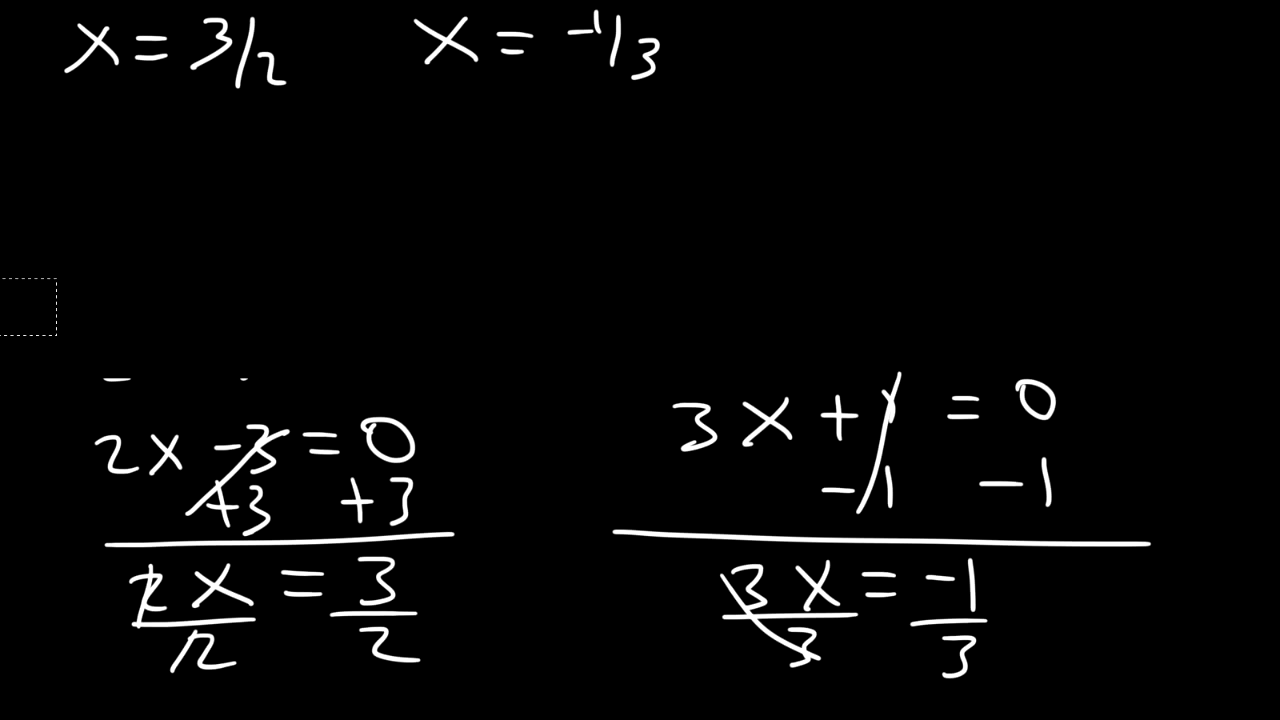 x = 3/2 x = -1/3
2x - 3 = 0
+3 +3
2x = 3
2 2
3x + 1 = 0
-1 -1
3x = -1
3 3